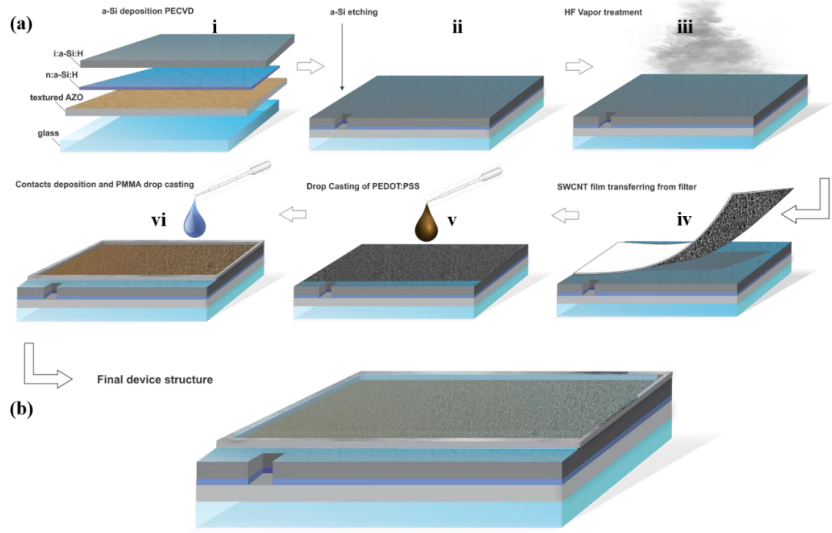 a-Si deposition PECVD
a-Si etching
HF Vapor treatment
(a)
i
ii
iii
i:a-Si:H
n:a-Si:H
textured AZO
glass
Contacts deposition and PMMA drop casting
Drop Casting of PEDOT:PSS
SWCNT film transferring from filter
vi
v
iv
Final device structure
(b)